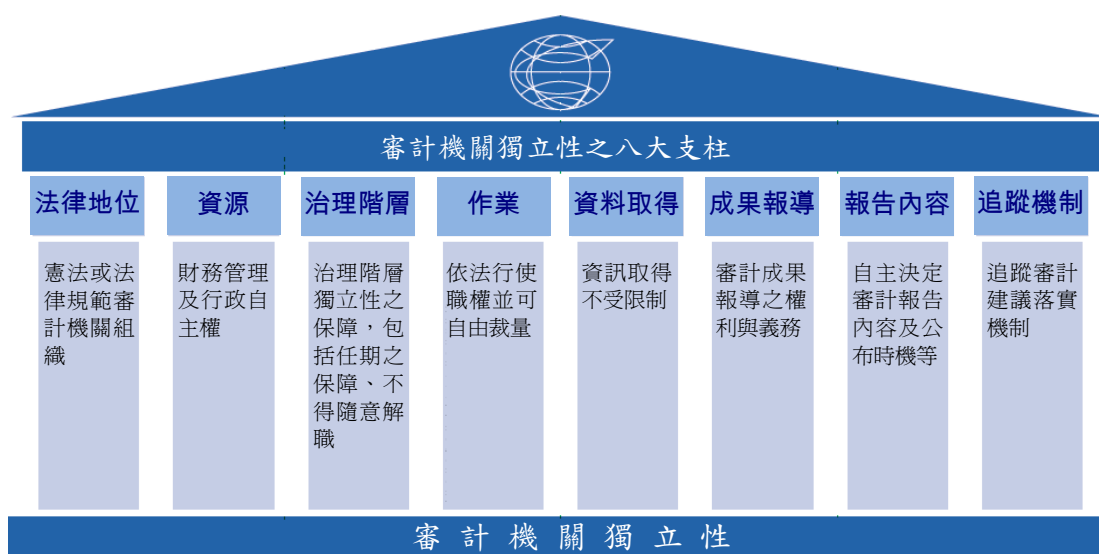 審計機關獨立性之八大支柱
法律地位
憲法或法
律規範審
計機關組
織
資源
財務管理
及行政自
主權
治理階層
治理階層
獨立性之
保障，包
括任期之
保障、不
得隨意解
職
作業
依法行使
職權並可
自由裁量
資料取得
資訊取得
不受限制
成果報導
審計成果
報導之權
利與義務
報告內容
自主決定
審計報告
內容及公
布時機等
追蹤機制
追蹤審計
建議落實
機制
審計機關獨立性